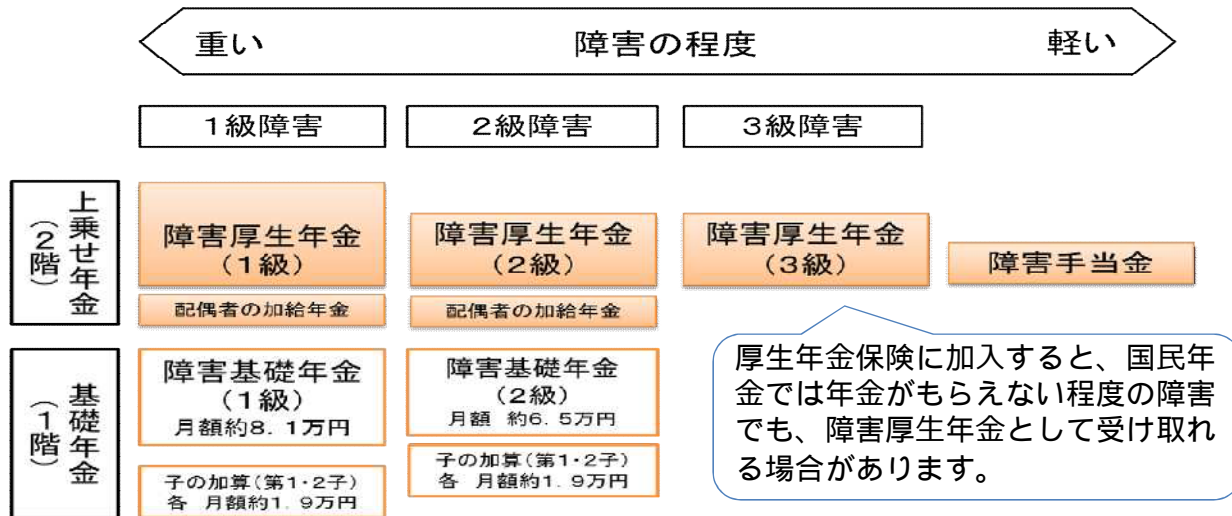 重い 障害の程度 軽い
1級障害 2級障害 3級障害
上乗せ年金
(2階)
障害厚生年金
(1級)
配偶者の加給年金
障害厚生年金
(2級)
配偶者の加給年金
障害厚生年金
(3級)
障害手当金
基礎年金
(1階)
障害基礎年金
(1級)
月額約8.1万円
子の加算(第1・2子)
各 月額約1.9万円
障害基礎年金
(2級)
月額 約6.5万円
子の加算(第1・2子)
各 月額約1.9万円
厚生年金保険に加入すると、国民年
金では年金がもらえない程度の障害
でも、障害厚生年金として受け取れ
る場合があります。